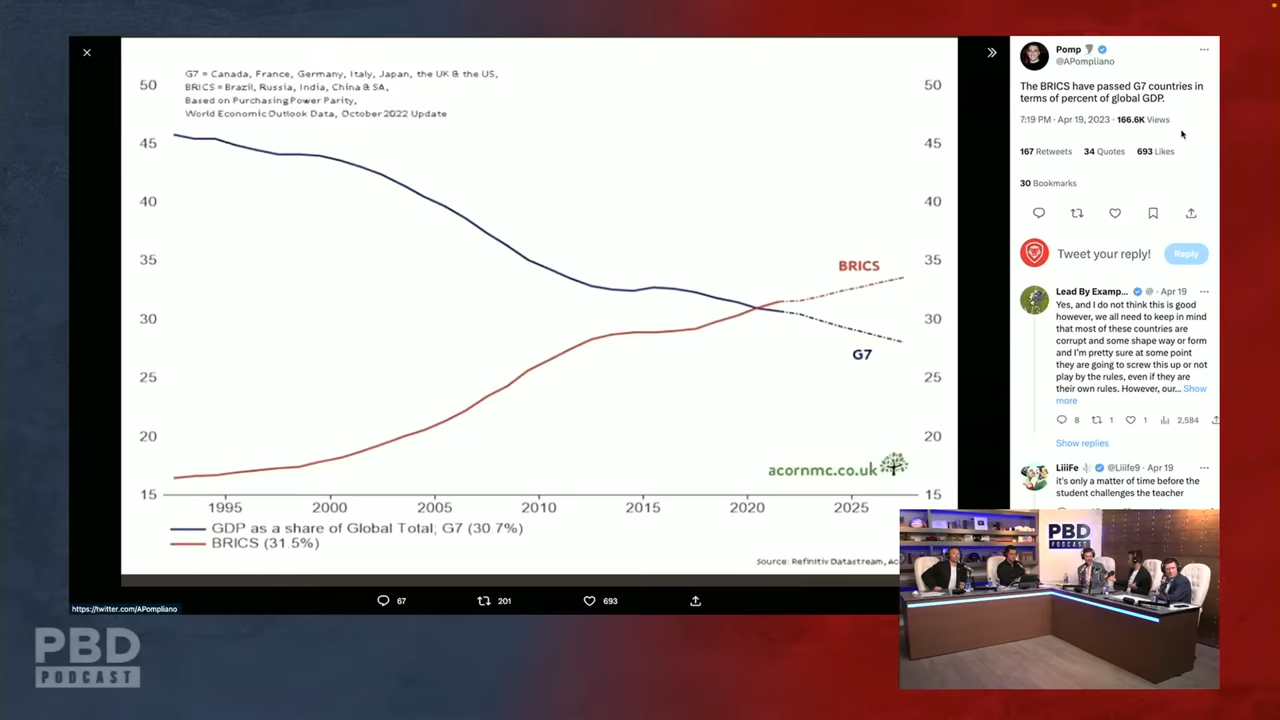 G7 = Canada, France, Germany, Italy, Japan, the UK & the US,
BRICS = Brazil, Russia, India, China & SA,
Based on Purchasing Power Parity,
World Economic Outlook Data, October 2022 Update
50
50
45
45
40
40
35
35
30
30
25
25
20
20
15
15
BRICS
G7
acornmc.co.uk
1995
2000
2005
2010
2015
2020
2025
GDP as a share of Global Total; G7 (30.7%)
BRICS (31.5%)
Source: Refinitiv Datastream,
67
201
693
https://twitter.com/APompliano
Pomp
@APompliano
The BRICS have passed G7 countries in
terms of percent of global GDP.
7:19 PM · Apr 19, 2023 · 166.6K Views
167 Retweets 34 Quotes 693 Likes
30 Bookmarks
Tweet your reply!
Reply
Lead By Examp... @ · Apr 19
Yes, and I do not think this is good
however, we all need to keep in mind
that most of these countries are
corrupt and some shape way or form
and I'm pretty sure at some point
they are going to screw this up or not
play by the rules, even if they are
their own rules. However, our... Show
more
8 1 1 2,584
Show replies
LiiiFe @Liiife9 · Apr 19
it's only a matter of time before the
student challenges the teacher
PBD
PODCAST
PBD
PODCAST